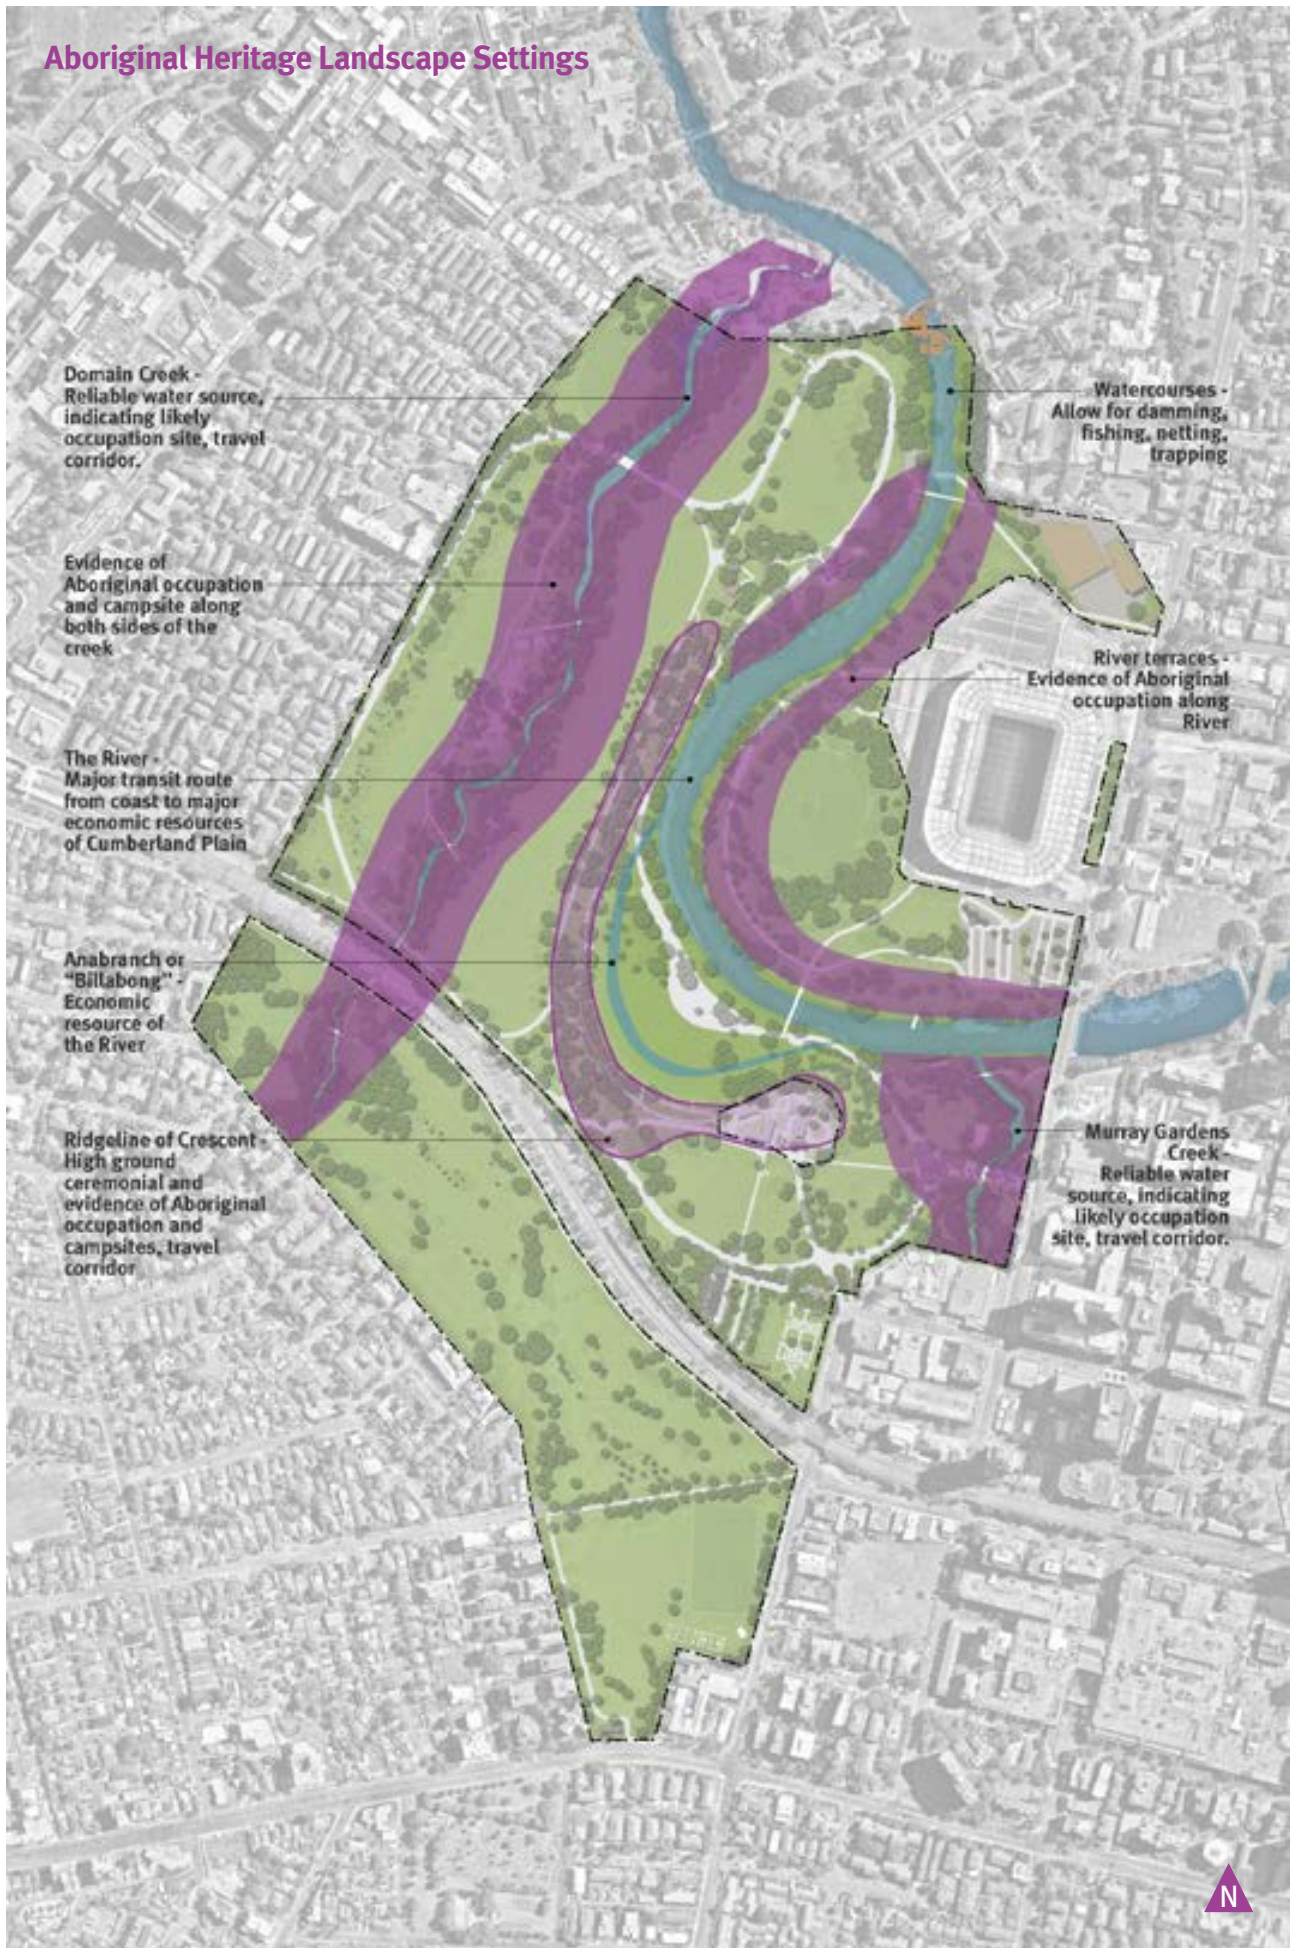 Aboriginal Heritage Landscape Settings
Domain Creek -
Reliable water source,
indicating likely
occupation site, travel
corridor.
Evidence of
Aboriginal occupation
and campsite along
both sides of the
creek
The River -
Major transit route
from coast to major
economic resources
of Cumberland Plain
Anabranch or
“Billabong” -
Economic
resource of
the River
Ridgeline of Crescent -
High ground
ceremonial and
evidence of Aboriginal
occupation and
campsites, travel
corridor
Watercourses -
Allow for damming,
fishing, netting,
trapping
River terraces -
Evidence of Aboriginal
occupation along
River
Murray Gardens
Creek -
Reliable water
source, indicating
likely occupation
site, travel corridor.
N